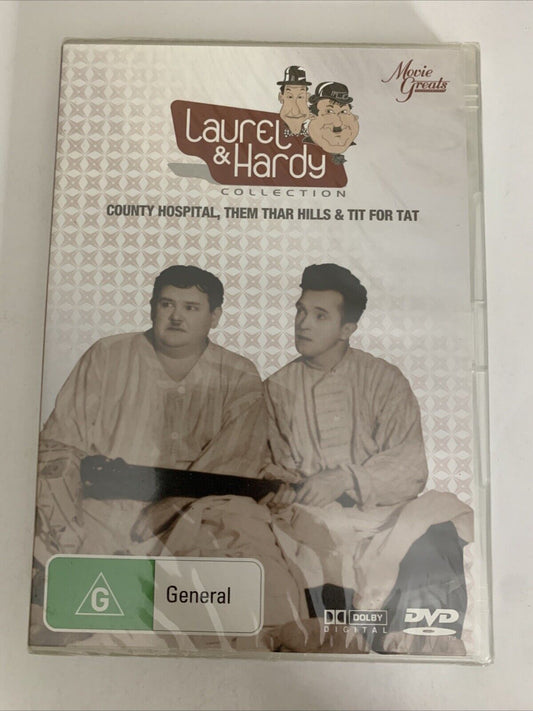 Movie
Greats
Laurel
& Hardy
COLLECTION
COUNTY HOSPITAL, THEM THAR HILLS & TIT FOR TAT
G
General
DOLBY
DIGITAL
DVD